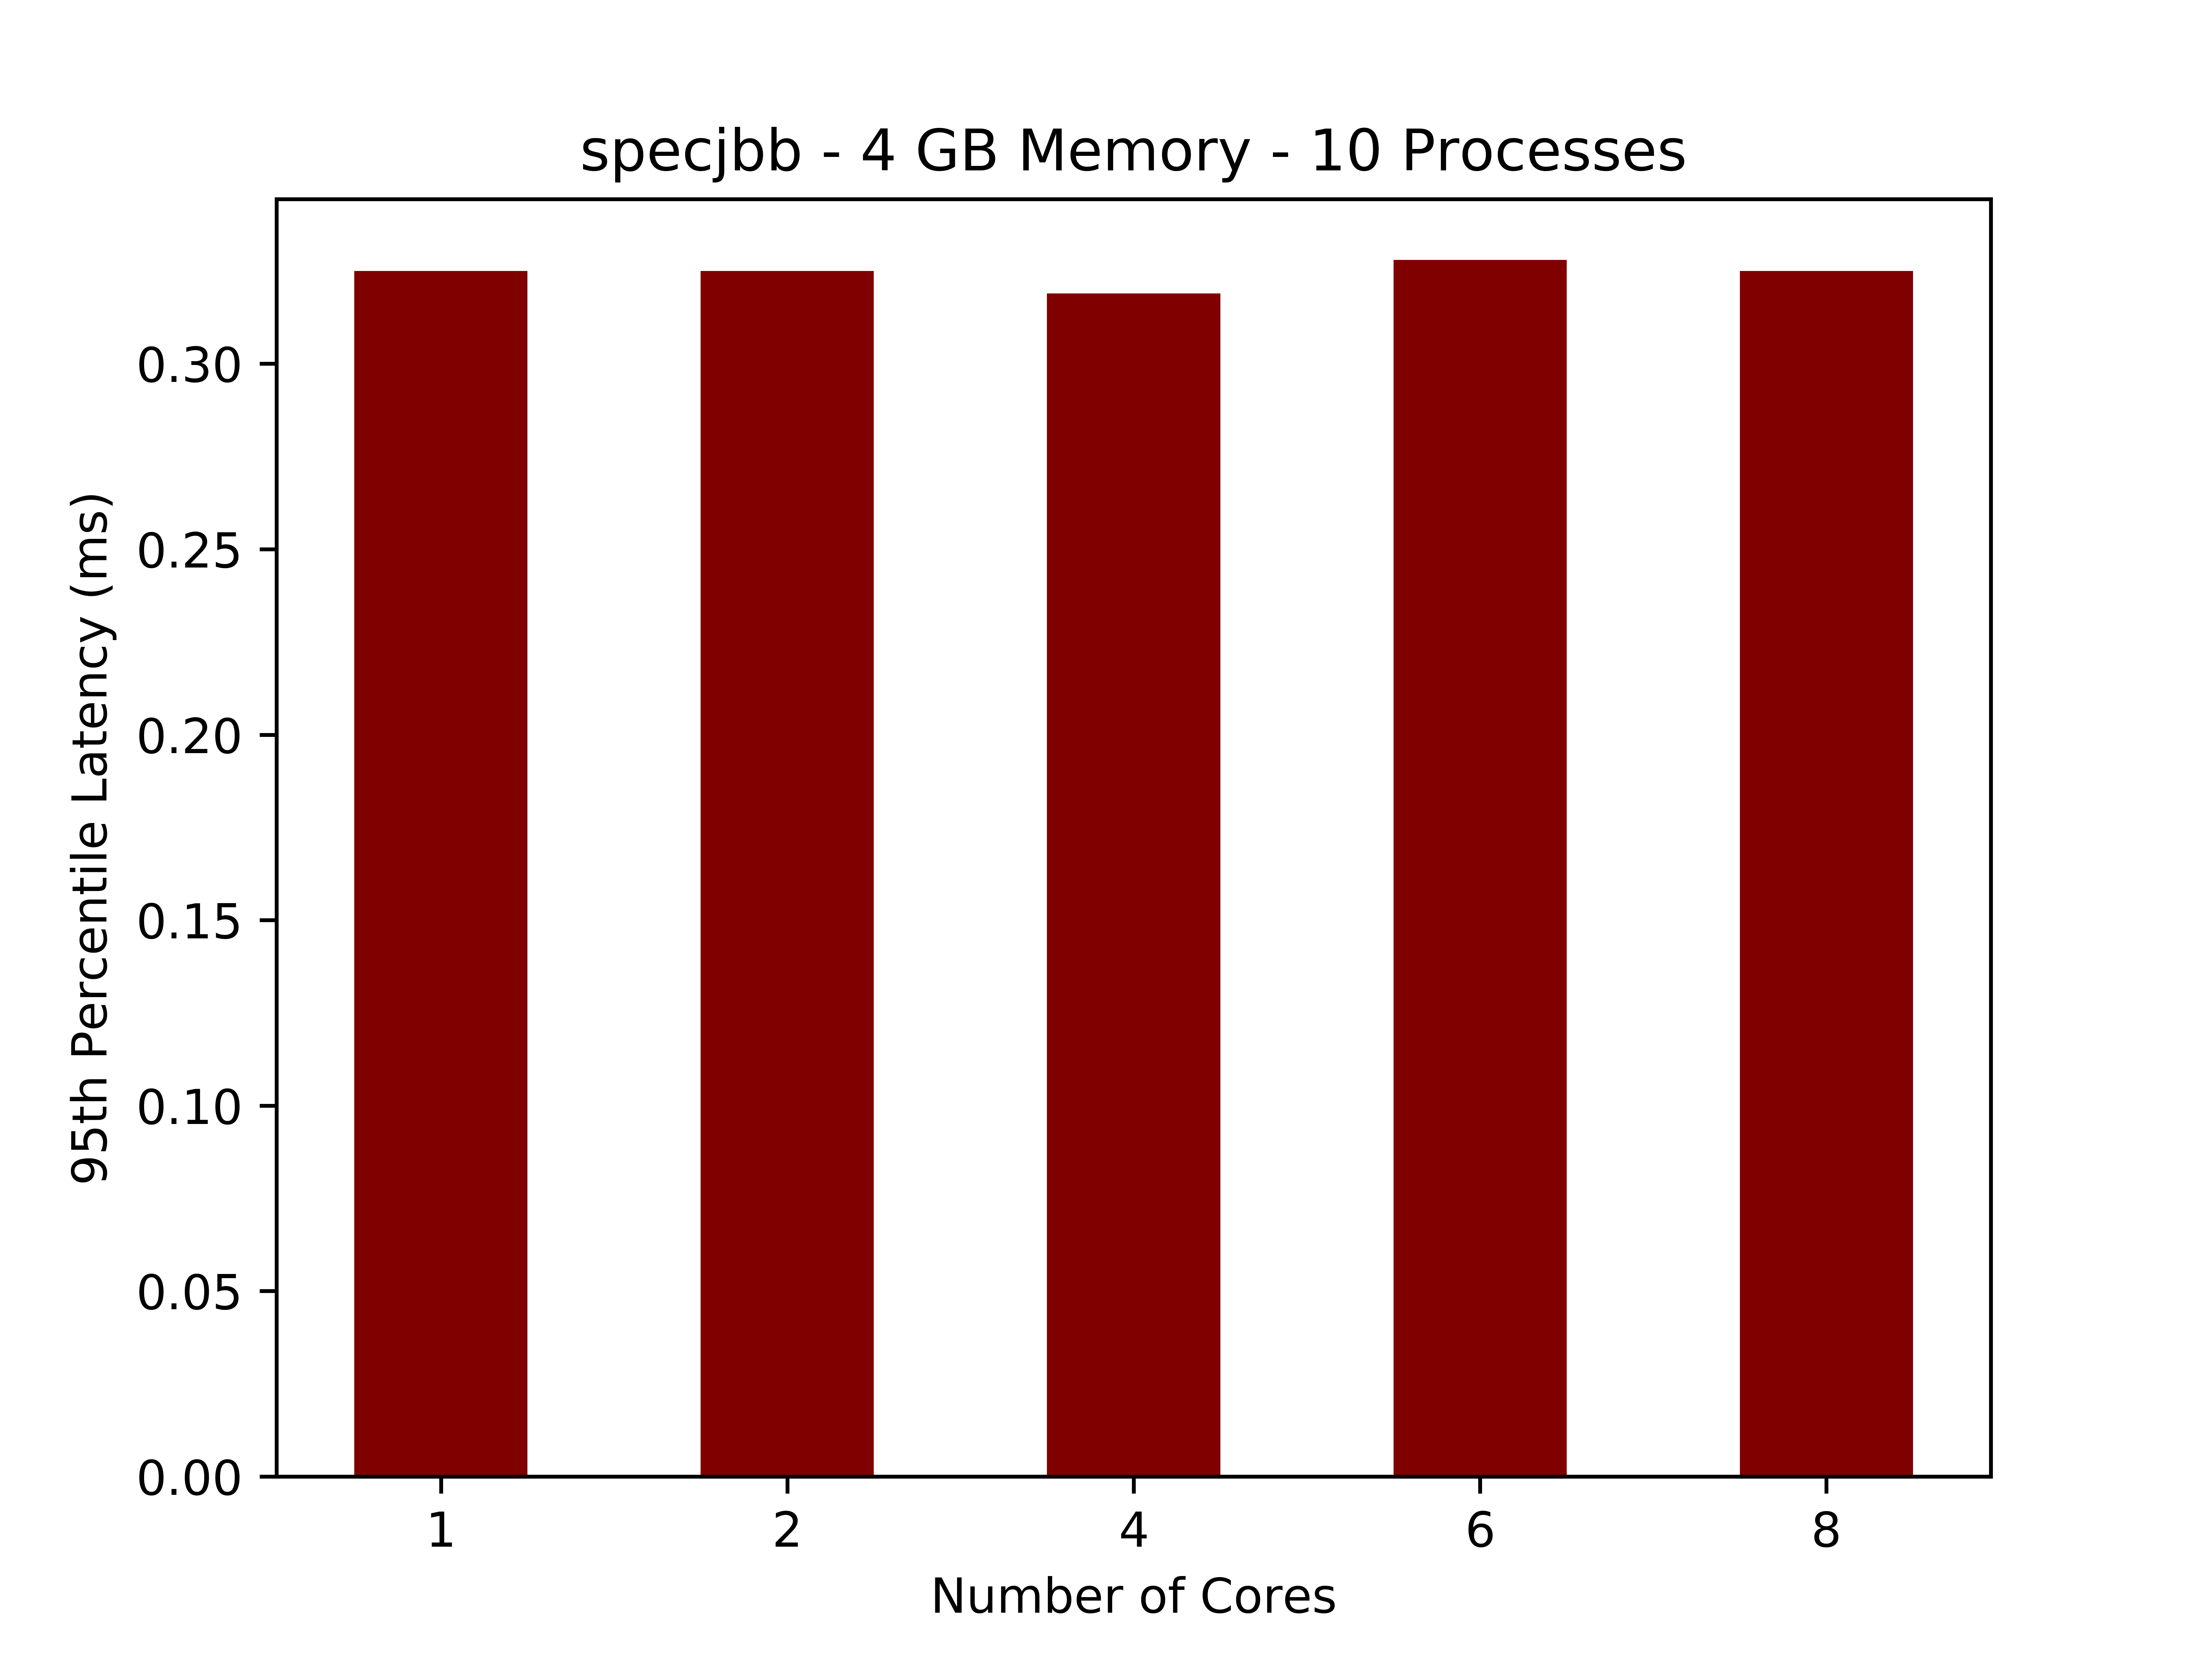 specjbb - 4 GB Memory - 10 Processes
95th Percentile Latency (ms)
0.30
0.25
0.20
0.15
0.10
0.05
0.00
1 2 4 6 8
Number of Cores